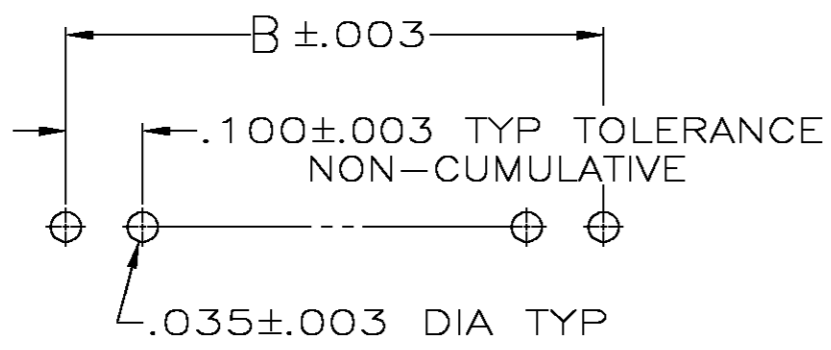 B ±.003
.100±.003 TYP TOLERANCE
NON-CUMULATIVE
.035±.003 DIA TYP